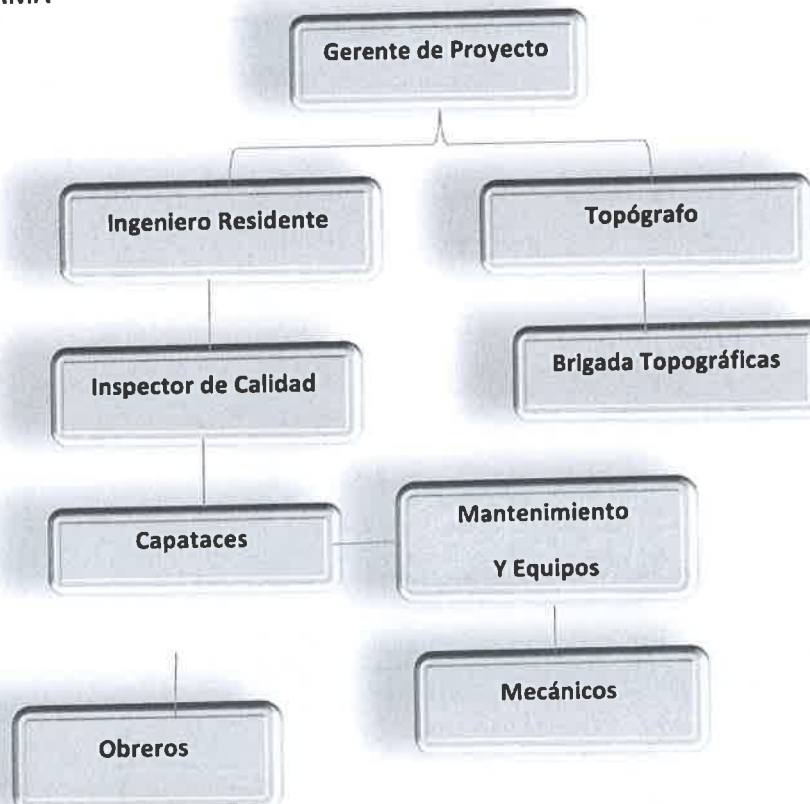 Gerente de Proyecto
Ingeniero Residente
Topógrafo
Inspector de Calidad
Brigada Topográficas
Capataces
Mantenimiento
Y Equipos
Mecánicos
Obreros